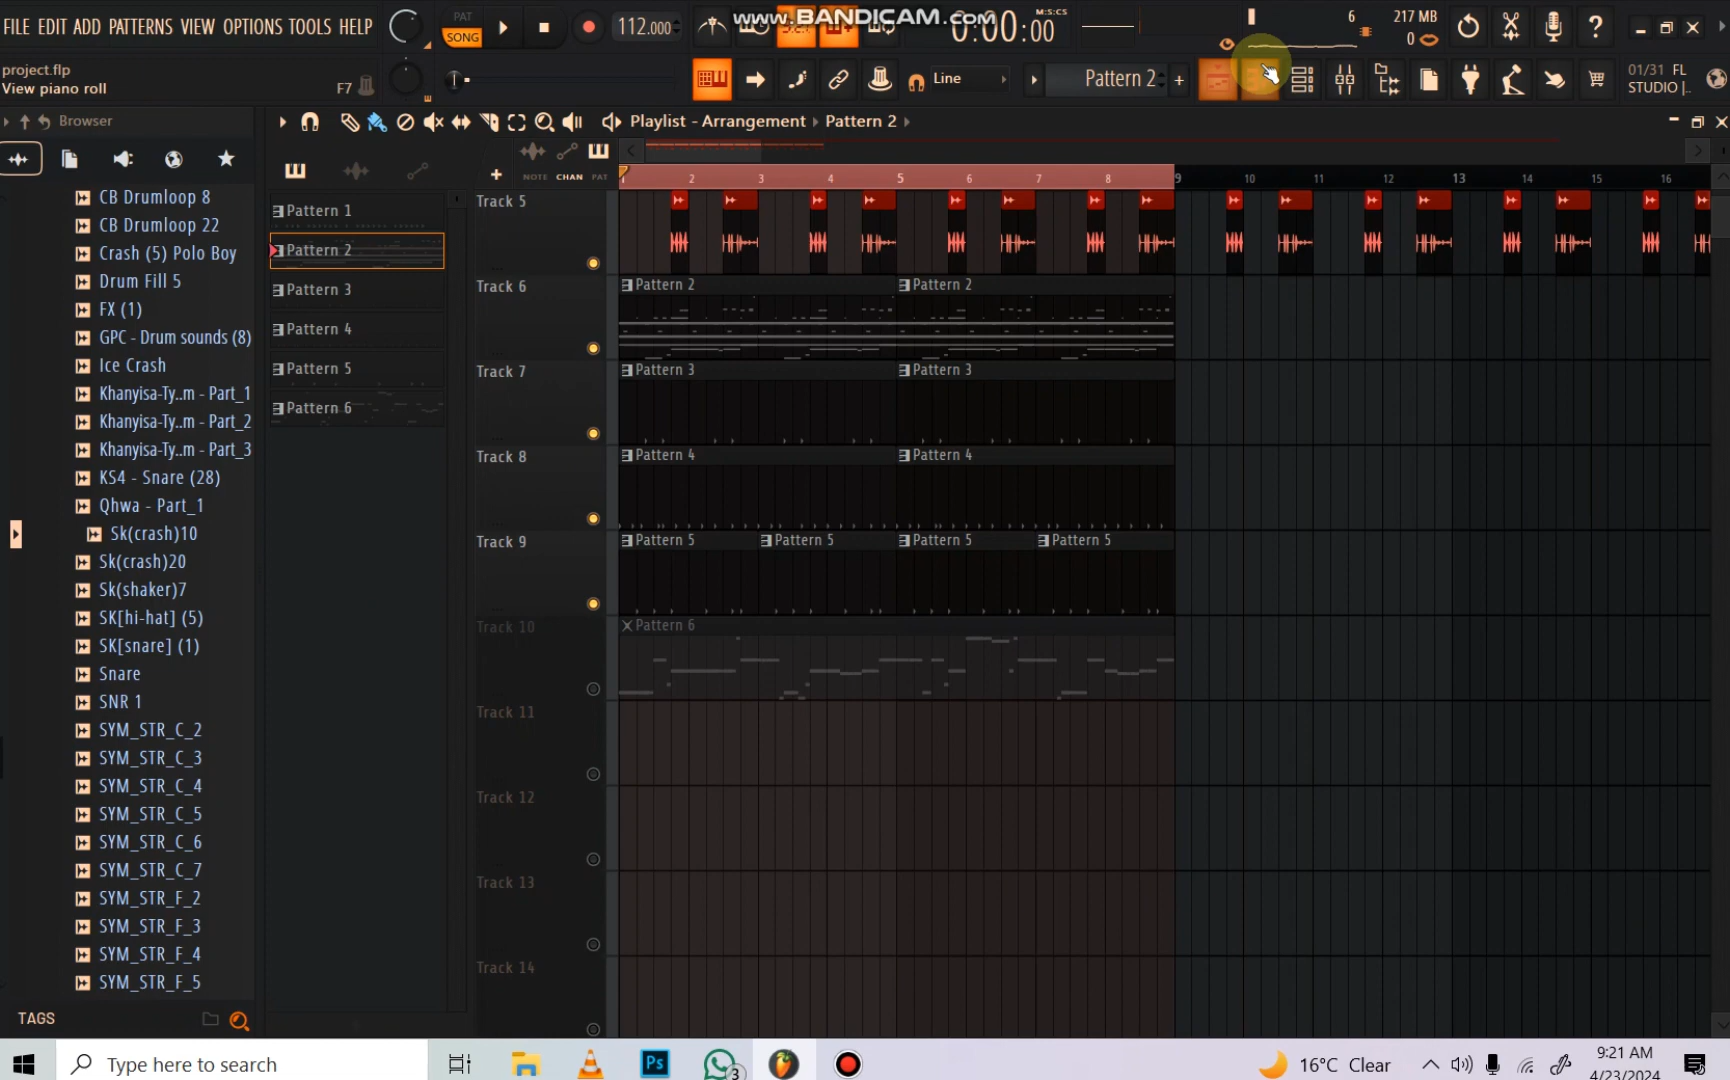 FILE EDIT ADD PATTERNS VIEW OPTIONS TOOLS HELP
PAT
SONG
112.000
www.BANDICAM.com
0:00:00
M:S:CS
6
217 MB
0
project.flp
View piano roll
F7
Line
Pattern 2
01/31 FL
STUDIO |..
Browser
Playlist - Arrangement
Pattern 2
NOTE CHAN PAT
1 2 3 4 5 6 7 8 9 10 11 12 13 14 15 16
CB Drumloop 8
CB Drumloop 22
Crash (5) Polo Boy
Drum Fill 5
FX (1)
GPC - Drum sounds (8)
Ice Crash
Khanyisa-Ty..m - Part_1
Khanyisa-Ty..m - Part_2
Khanyisa-Ty..m - Part_3
KS4 - Snare (28)
Qhwa - Part_1
Sk(crash)10
Sk(crash)20
Sk(shaker)7
SK[hi-hat] (5)
SK[snare] (1)
Snare
SNR 1
SYM_STR_C_2
SYM_STR_C_3
SYM_STR_C_4
SYM_STR_C_5
SYM_STR_C_6
SYM_STR_C_7
SYM_STR_F_2
SYM_STR_F_3
SYM_STR_F_4
SYM_STR_F_5
TAGS
Pattern 1
Pattern 2
Pattern 3
Pattern 4
Pattern 5
Pattern 6
Track 5
Track 6
Pattern 2
Pattern 2
Track 7
Pattern 3
Pattern 3
Track 8
Pattern 4
Pattern 4
Track 9
Pattern 5
Pattern 5
Pattern 5
Pattern 5
Track 10
Pattern 6
Track 11
Track 12
Track 13
Track 14
Type here to search
Ps
3
16°C Clear
9:21 AM
4/23/2024